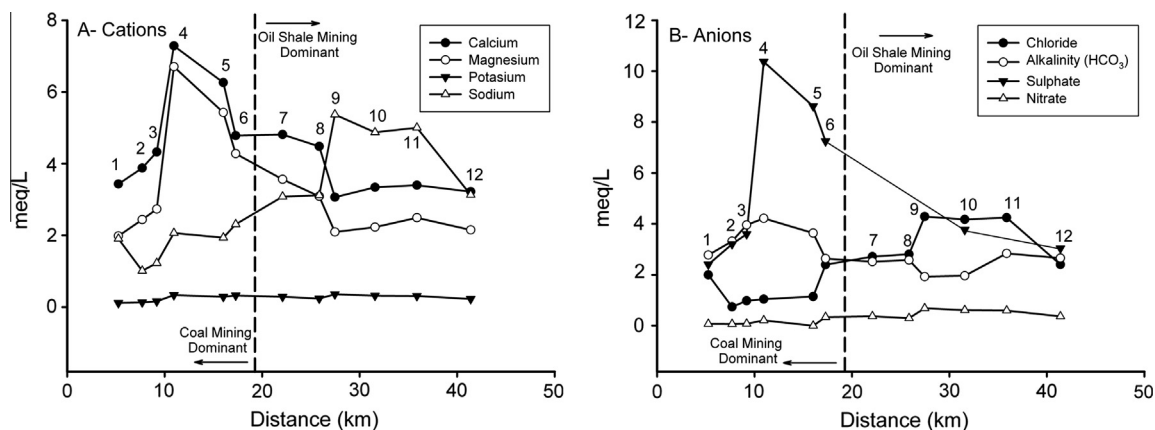 A- Cations
Oil Shale Mining
Dominant
Calcium
Magnesium
Potasium
Sodium
8
6
4
2
0
meq/L
1
2
3
4
5
6
7
8
9
10
11
12
Coal Mining
Dominant
0
10
20
30
40
50
Distance (km)
B- Anions
Oil Shale Mining
Dominant
Chloride
Alkalinity (HCO₃)
Sulphate
Nitrate
12
10
8
6
4
2
0
meq/L
1
2
3
4
5
6
7
8
9
10
11
12
Coal Mining
Dominant
0
10
20
30
40
50
Distance (km)